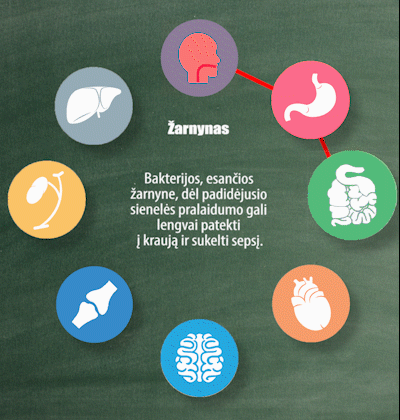 Žarnynas
Bakterijos, esančios
žarnyne, dėl padidėjusio
sienelės pralaidumo gali
lengvai patekti
į kraują ir sukelti sepsį.